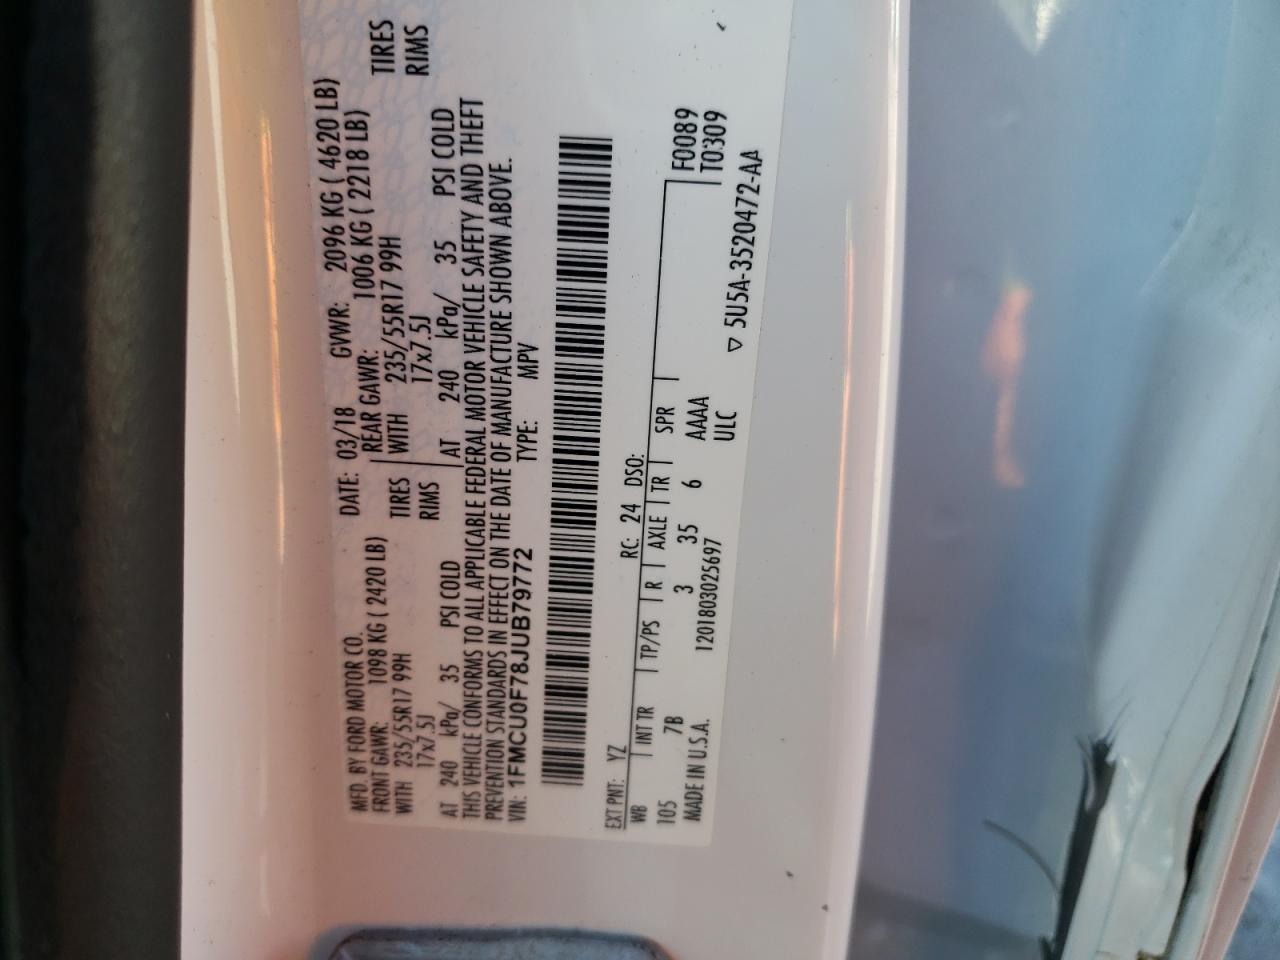 MFD. BY FORD MOTOR CO.
DATE: 03/18 GVWR: 2096 KG ( 4620 LB)
FRONT GAWR: 1098 KG ( 2420 LB) REAR GAWR: 1006 KG ( 2218 LB)
WITH 235/55R17 99H TIRES WITH 235/55R17 99H TIRES
17x7.5J RIMS 17x7.5J RIMS
AT 240 kPa/ 35 PSI COLD AT 240 kPa/ 35 PSI COLD
THIS VEHICLE CONFORMS TO ALL APPLICABLE FEDERAL MOTOR VEHICLE SAFETY AND THEFT
PREVENTION STANDARDS IN EFFECT ON THE DATE OF MANUFACTURE SHOWN ABOVE.
VIN: 1FMCU0F78JUB79772 TYPE: MPV
EXT PNT: YZ RC: 24 DSO:
WB INT TR TP/PS R AXLE TR SPR F0089
105 7B 3 35 6 AAAA T0309
MADE IN U.S.A. 1201803025697 ULC
▽ 5U5A-3520472-AA